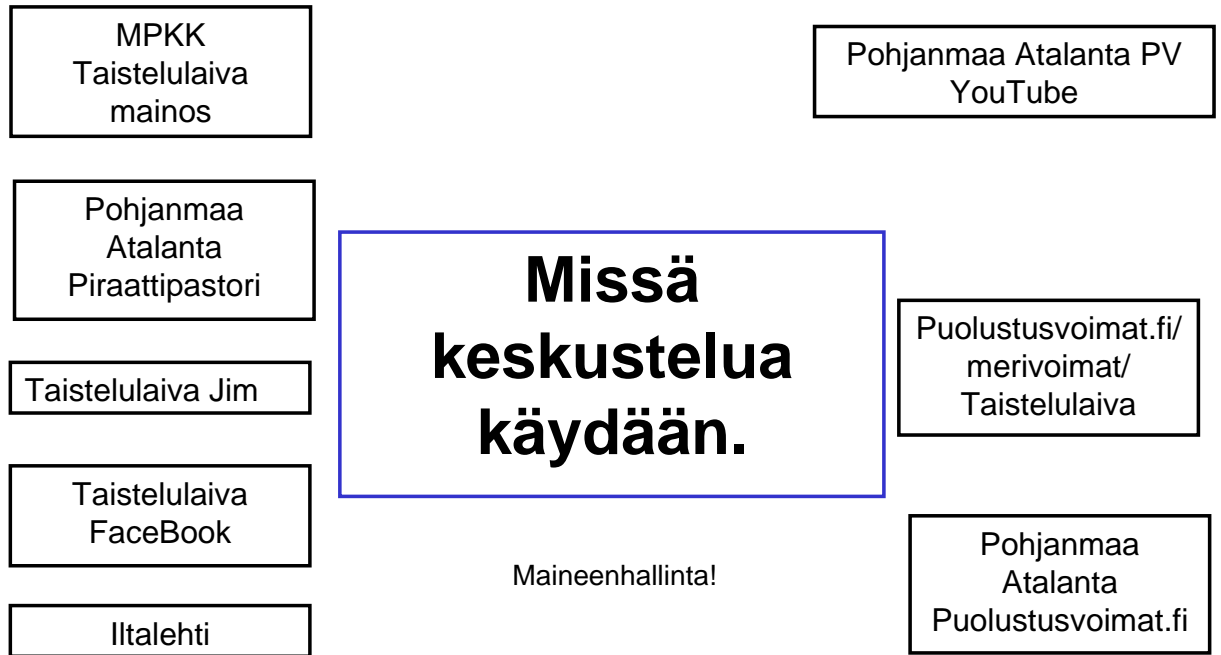 MPKK
Taistelulaiva
mainos
Pohjanmaa Atalanta PV
YouTube
Pohjanmaa
Atalanta
Piraattipastori
Missä
keskustelua
käydään.
Puolustusvoimat.fi/
merivoimat/
Taistelulaiva
Taistelulaiva Jim
Taistelulaiva
FaceBook
Maineenhallinta!
Pohjanmaa
Atalanta
Puolustusvoimat.fi
Iltalehti